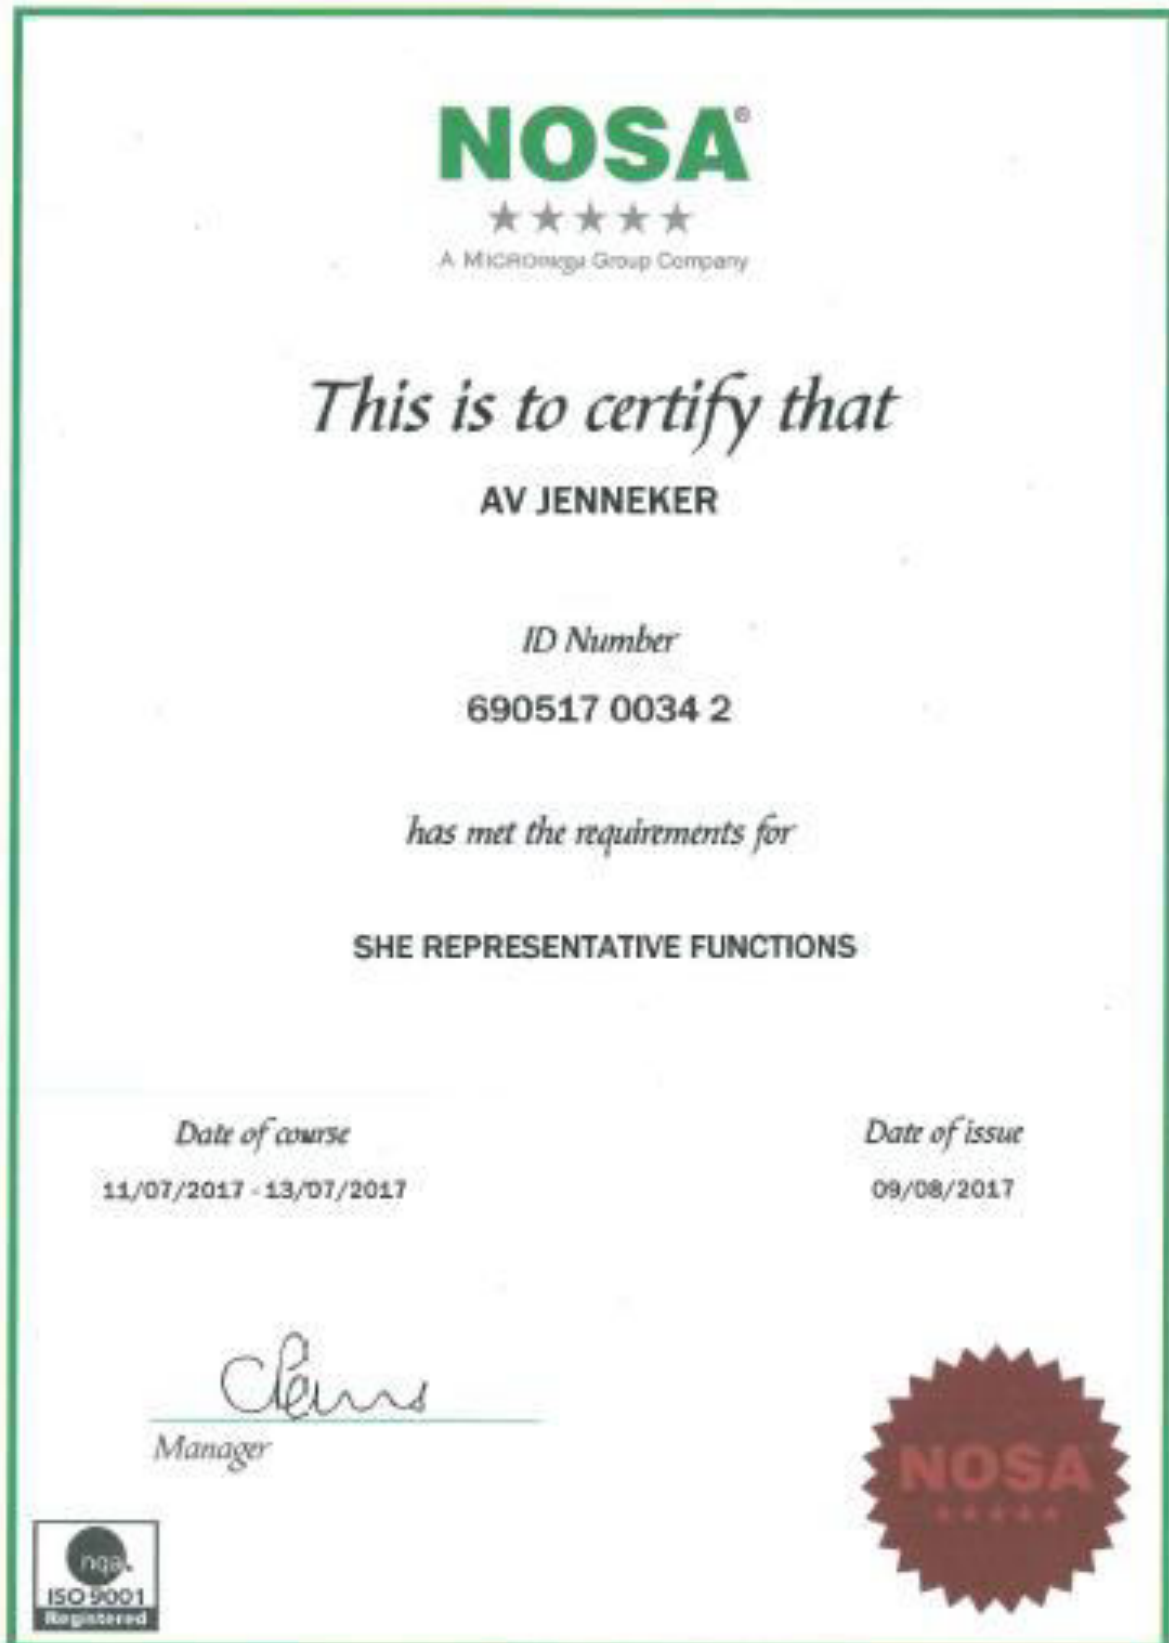 NOSA®
A MICROmega Group Company
This is to certify that
AV JENNEKER
ID Number
690517 0034 2
has met the requirements for
SHE REPRESENTATIVE FUNCTIONS
Date of course
Date of issue
11/07/2017 - 13/07/2017
09/08/2017
Manager
NOSA
nqa.
ISO 9001
Registered